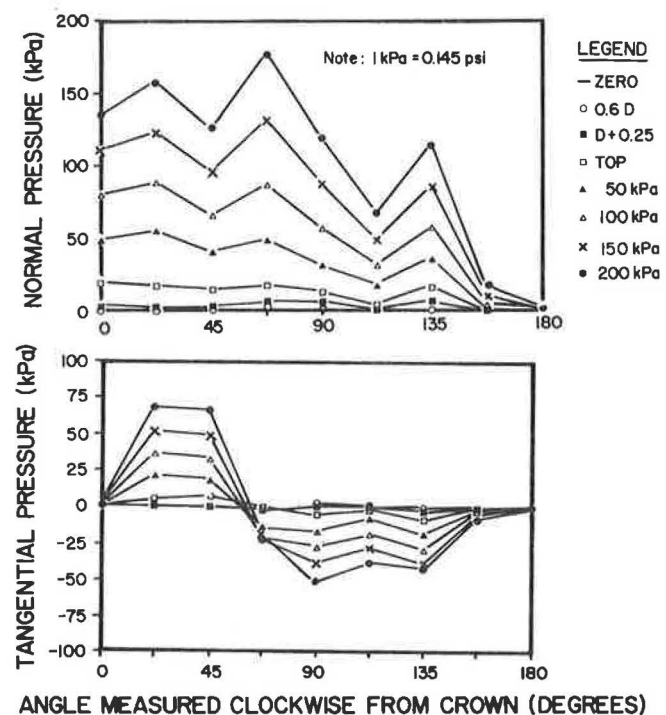 200
150
100
50
0
NORMAL PRESSURE (kPa)
Note: 1 kPa = 0.145 psi
0 45 90 135 180
LEGEND
ZERO
0.6 D
D + 0.25
TOP
50 kPa
100 kPa
150 kPa
200 kPa
100
75
50
25
0
-25
-50
-75
-100
TANGENTIAL PRESSURE (kPa)
0 45 90 135 180
ANGLE MEASURED CLOCKWISE FROM CROWN (DEGREES)